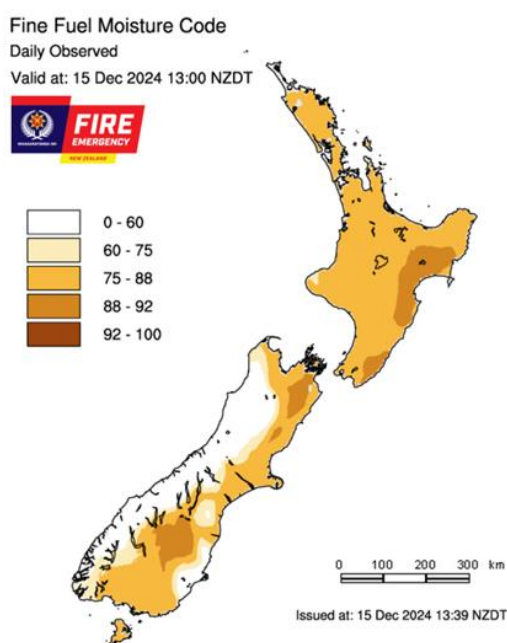 Fine Fuel Moisture Code
Daily Observed
Valid at: 15 Dec 2024 13:00 NZDT
FIRE
EMERGENCY
NEW ZEALAND
0 - 60
60 - 75
75 - 88
88 - 92
92 - 100
0 100 200 300 km
Issued at: 15 Dec 2024 13:39 NZDT